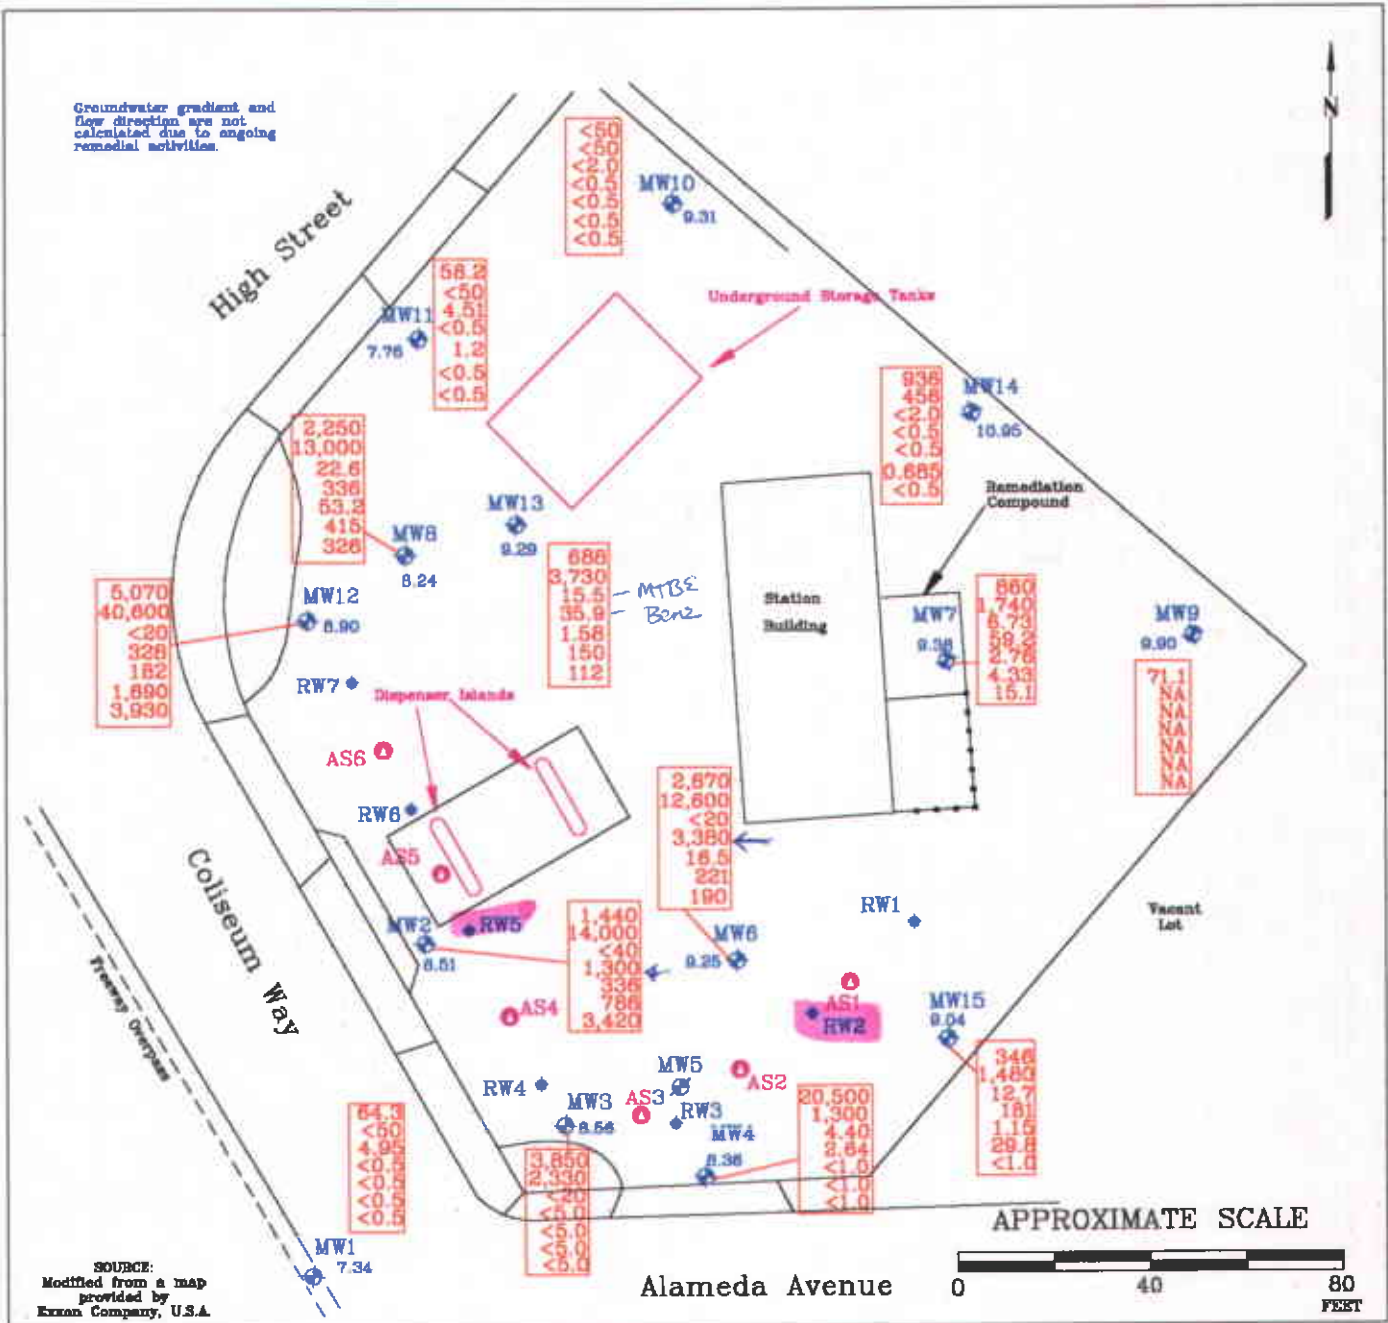 Groundwater gradient and
flow direction are not
calculated due to ongoing
remedial activities.
N
High Street
<50
<50
<2.0
<0.5
<0.5
<0.5
<0.5
MW10
9.31
58.2
<50
4.51
<0.5
1.2
<0.5
<0.5
MW11
7.76
Underground Storage Tanks
936
456
<2.0
<0.5
<0.5
0.685
<0.5
MW14
10.95
2,250
13,000
22.6
336
53.2
415
326
MW8
8.24
MW13
9.29
Remediation
Compound
688
3,730
15.5 - MTBE
35.9 - Benz
1.58
150
112
5,070
40,600
<20
328
182
1,690
3,930
MW12
8.90
Station
Building
MW7
9.38
860
1,740
6.73
59.2
2.76
4.33
15.1
MW9
9.90
71.1
NA
NA
NA
NA
NA
NA
RW7
Dispenser Islands
AS6
RW6
AS5
2,670
12,600
<20
3,380
16.5
221
190
Coliseum Way
Freeway Overpass
MW2
8.51
RW5
1,440
14,000
<40
1,300
336
786
3,420
MW6
9.25
RW1
Vacant
Lot
AS4
AS1
RW2
MW15
9.04
346
1,480
12.7
181
1.15
29.8
<1.0
RW4
MW5
AS2
AS3
MW3
8.56
RW3
MW4
8.36
20,500
1,300
4.40
2.64
<1.0
<1.0
<1.0
64.3
<50
4.95
<0.5
<0.5
<0.5
<0.5
3,850
2,330
<20
<5.0
<5.0
<5.0
<5.0
MW1
7.34
SOURCE:
Modified from a map
provided by
Exxon Company, U.S.A.
Alameda Avenue
APPROXIMATE SCALE
0 40 80
FEET